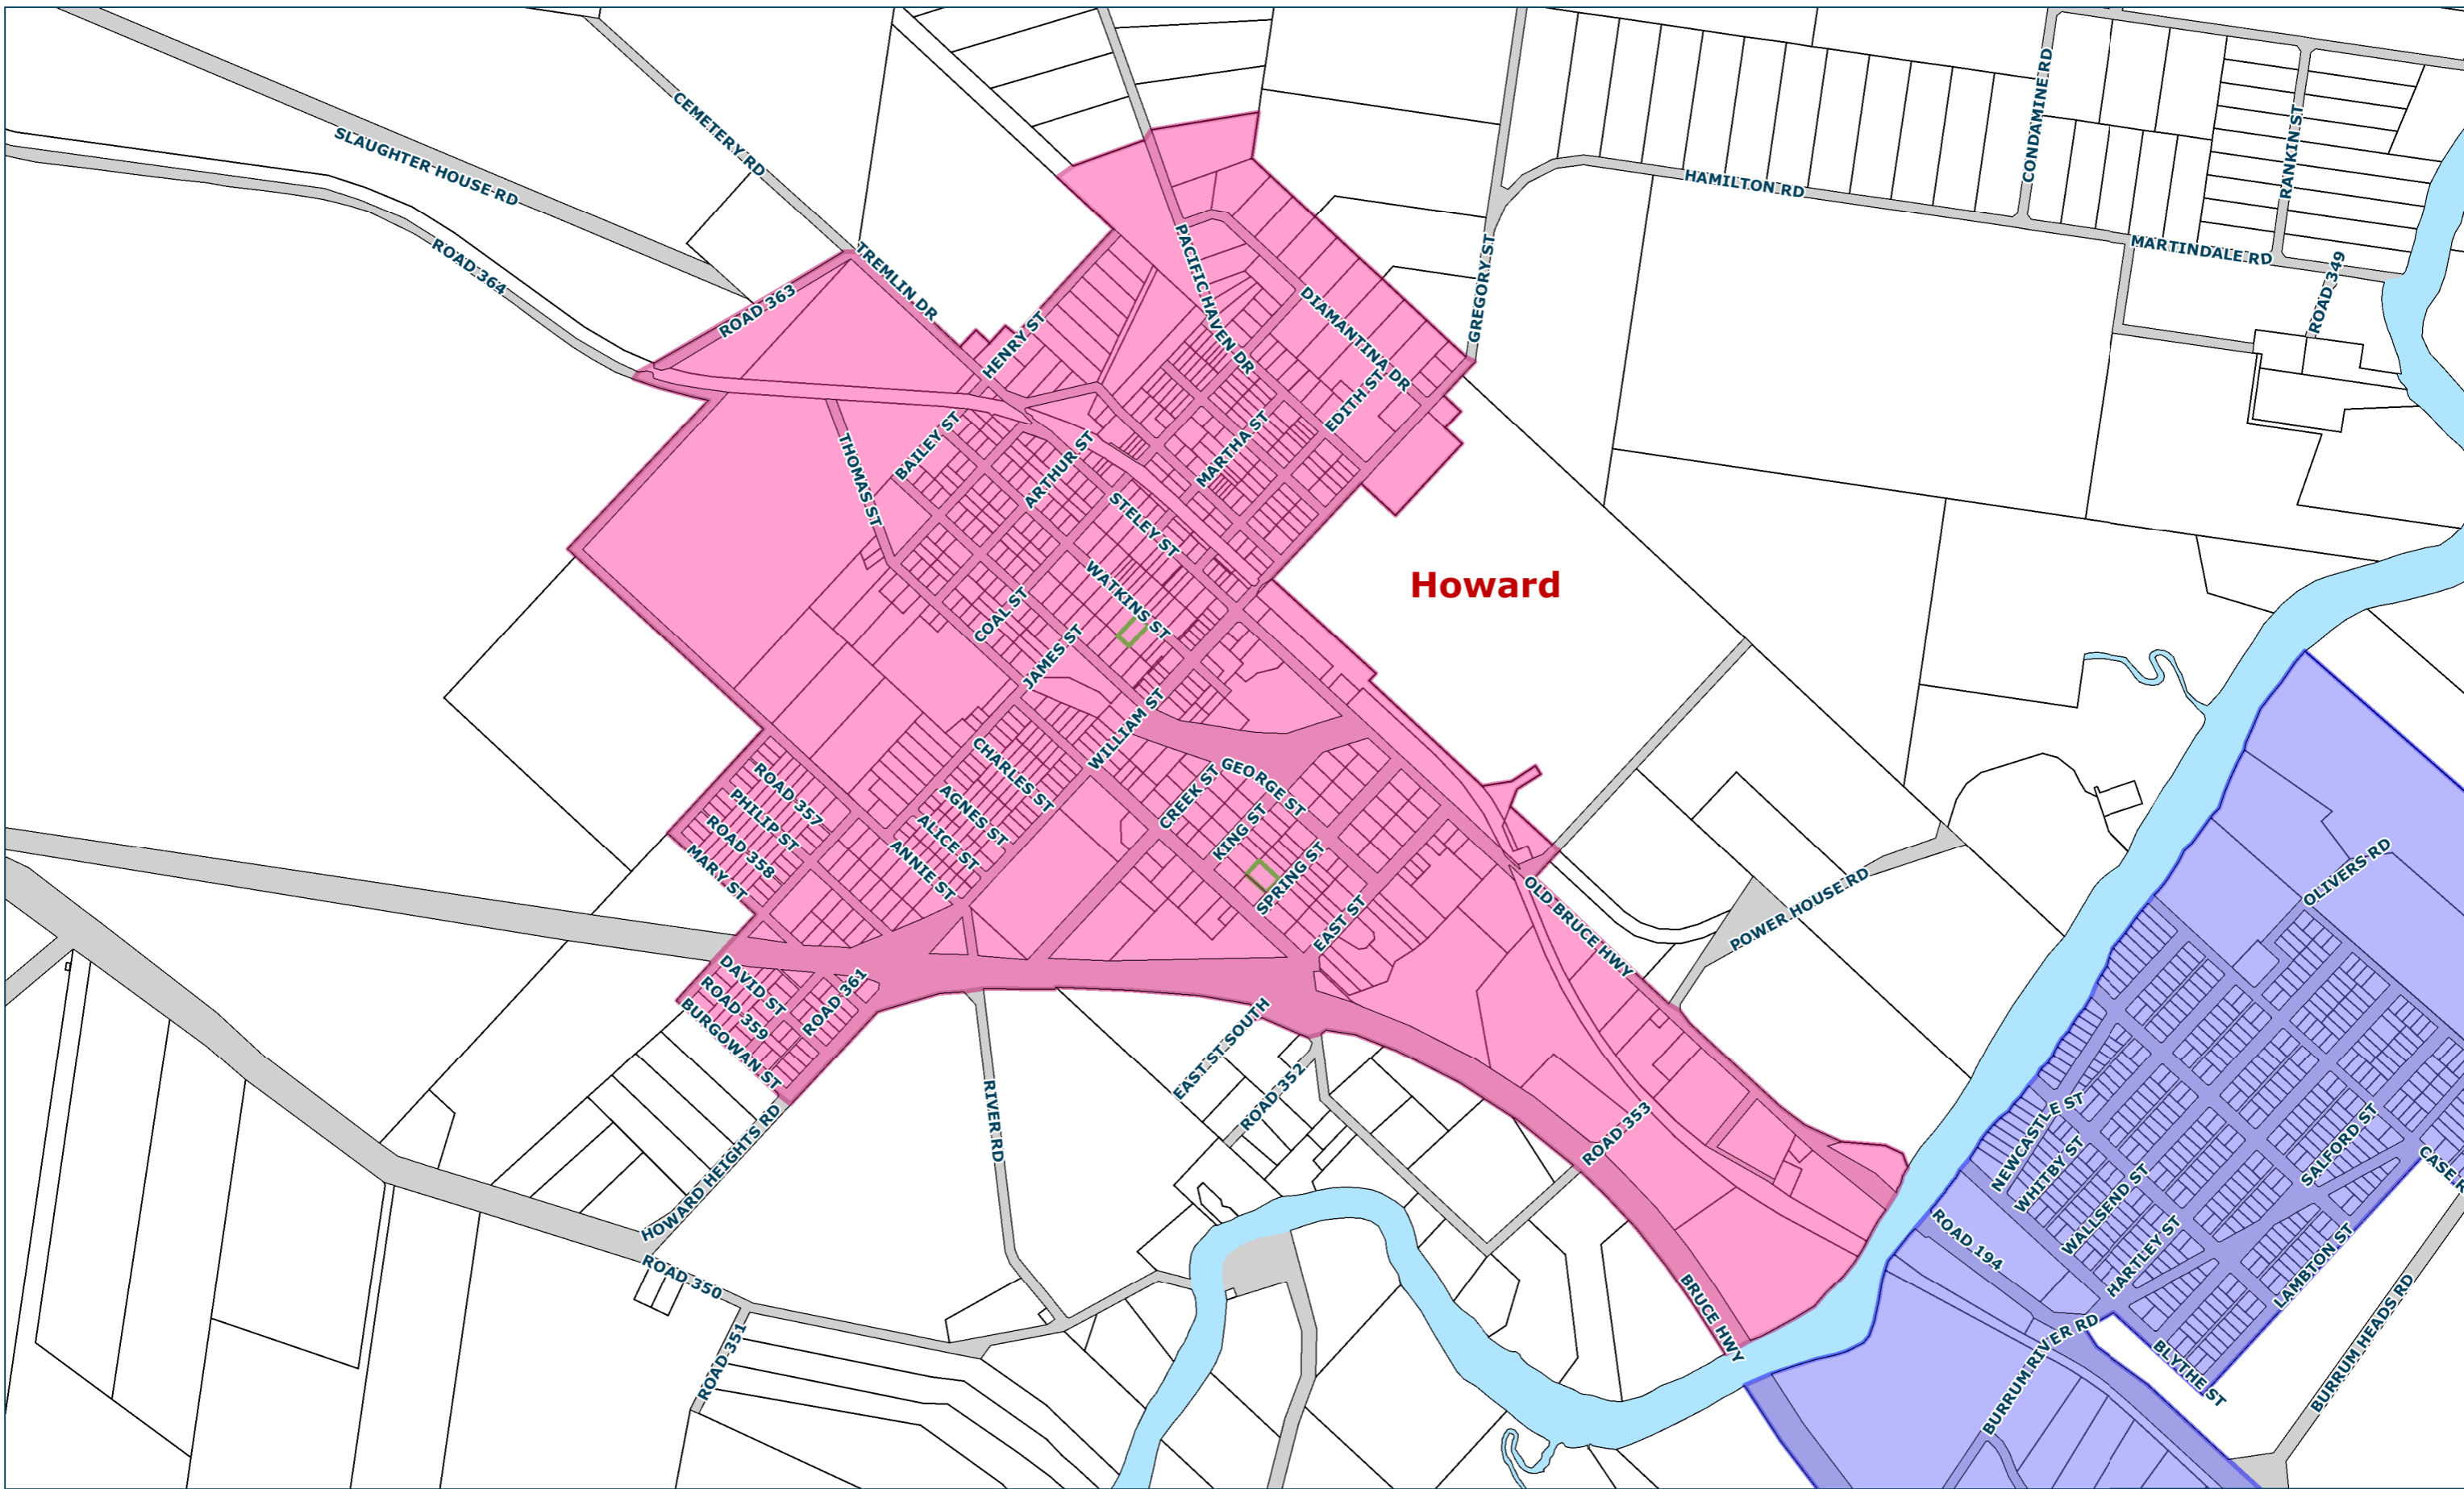 CEMETERY RD
CONDAMINE RD
RANKIN ST
SLAUGHTER HOUSE RD
HAMILTON RD
MARTINDALE RD
ROAD 364
TREMLIN DR
PACIFIC HAVEN DR
GREGORY ST
ROAD 349
ROAD 363
HENRY ST
DIAMANTINA DR
EDITH ST
BAILEY ST
THOMAS ST
ARTHUR ST
MARTHA ST
STELEY ST
Howard
WATKINS ST
COAL ST
JAMES ST
WILLIAM ST
CHARLES ST
ROAD 357
PHILIP ST
ROAD 358
MARY ST
AGNES ST
ALICE ST
ANNIE ST
CREEK ST
GEORGE ST
KING ST
SPRING ST
EAST ST
OLD BRUCE HWY
POWER HOUSE RD
OLIVERS RD
DAVID ST
ROAD 359
ROAD 361
BURGOWAN ST
EAST ST SOUTH
ROAD 352
RIVER RD
HOWARD HEIGHTS RD
ROAD 353
NEWCASTLE ST
WHITBY ST
WALLSEND ST
SALFORD ST
CASE R
ROAD 194
HARTLEY ST
LAMBTON ST
ROAD 350
ROAD 351
BRUCE HWY
BURRUM RIVER RD
BLYTHE ST
BURRUM HEADS RD